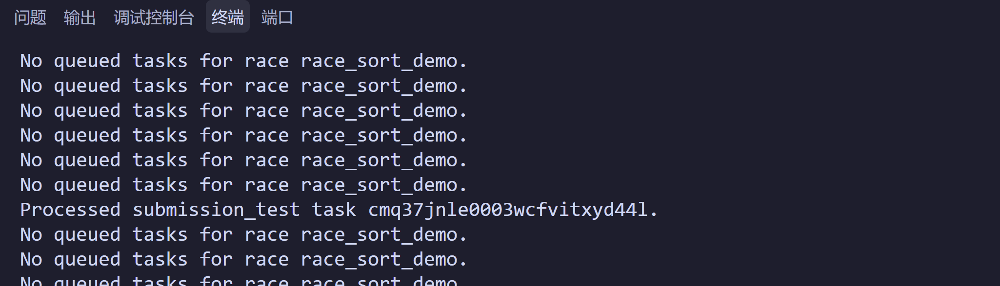 问题 输出 调试控制台 终端 端口
No queued tasks for race race_sort_demo.
No queued tasks for race race_sort_demo.
No queued tasks for race race_sort_demo.
No queued tasks for race race_sort_demo.
No queued tasks for race race_sort_demo.
No queued tasks for race race_sort_demo.
Processed submission_test task cmq37jnle0003wcfvitxyd44l.
No queued tasks for race race_sort_demo.
No queued tasks for race race_sort_demo.
No queued tasks for race race_sort_demo.